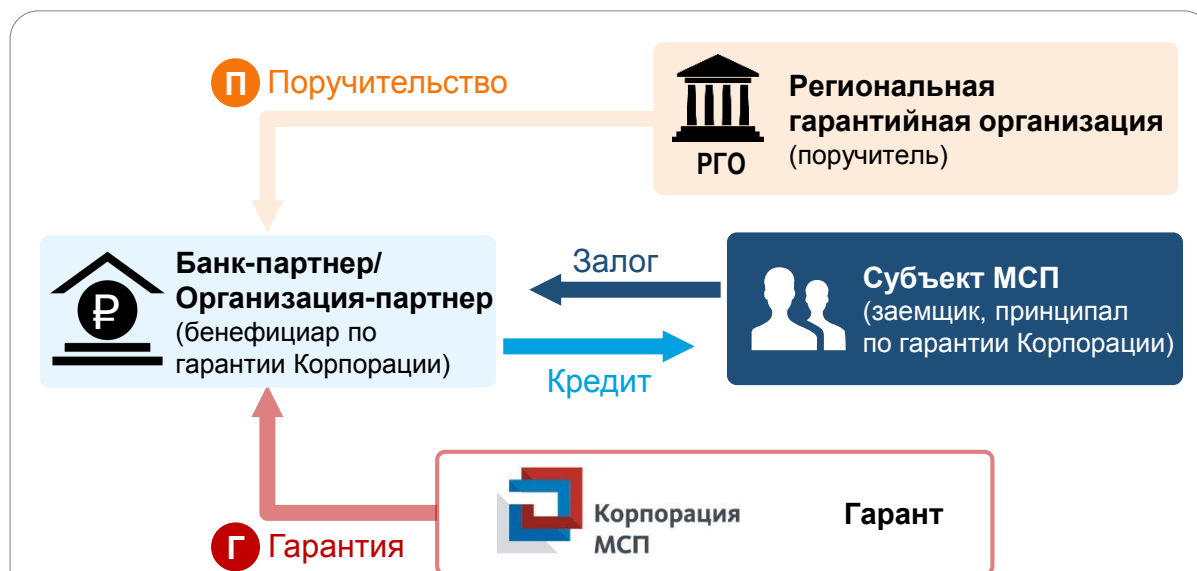 П Поручительство
Региональная
гарантийная организация
(поручитель)
РГО
Банк-партнер/
Организация-партнер
(бенефициар по
гарантии Корпорации)
₽
Залог
Кредит
Субъект МСП
(заемщик, принципал
по гарантии Корпорации)
Корпорация
МСП
Гарант
Г Гарантия